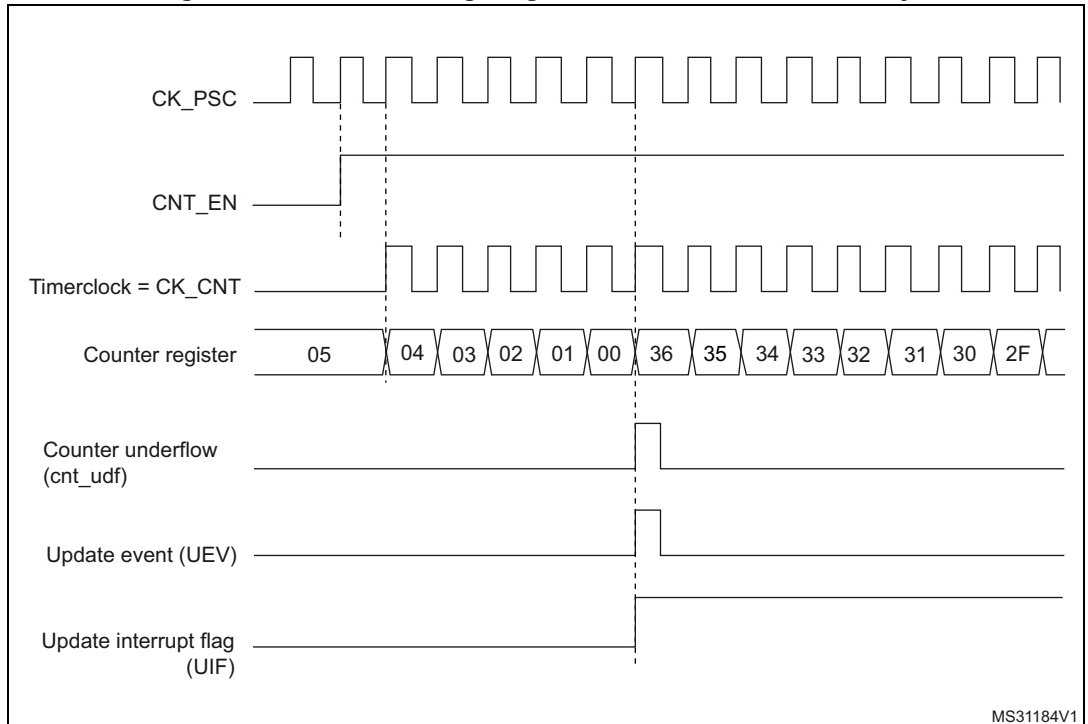 CK_PSC
CNT_EN
Timerclock = CK_CNT
Counter register 05 04 03 02 01 00 36 35 34 33 32 31 30 2F
Counter underflow
(cnt_udf)
Update event (UEV)
Update interrupt flag
(UIF)
MS31184V1